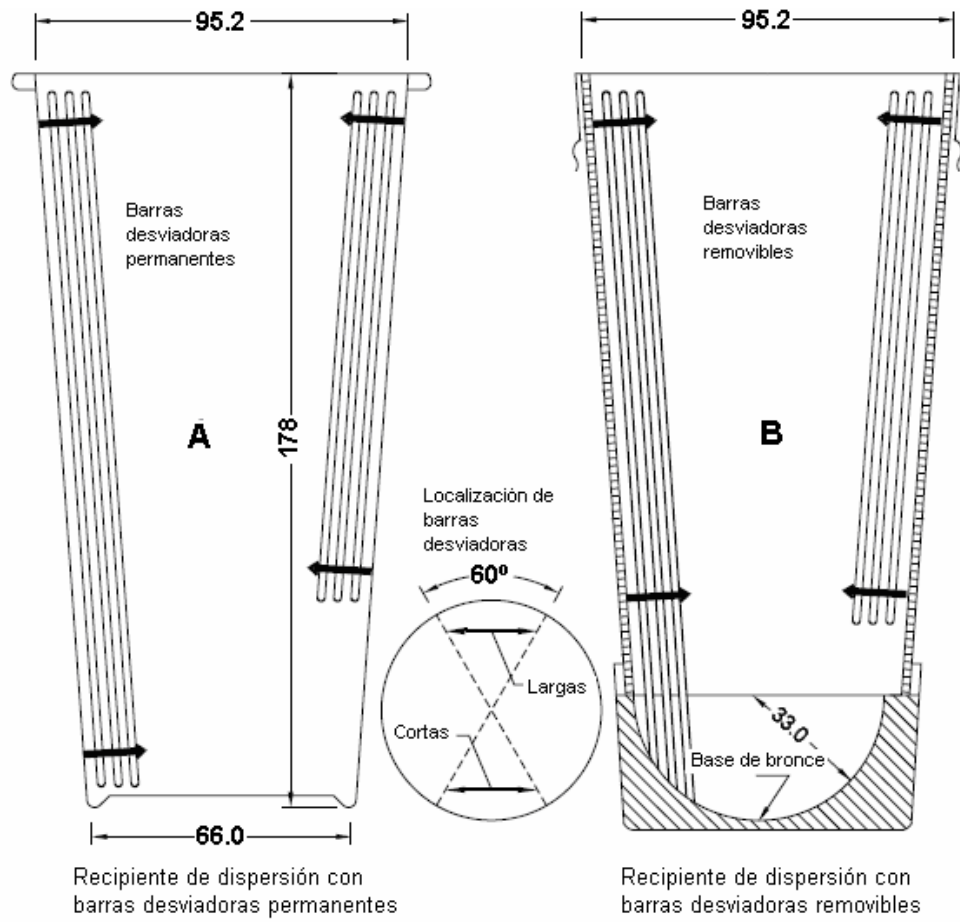 95.2
95.2
Barras
desviadoras
permanentes
Barras
desviadoras
removibles
A
178
B
Localización de
barras
desviadoras
60º
Largas
Cortas
33.0
Base de bronce
66.0
Recipiente de dispersión con
barras desviadoras permanentes
Recipiente de dispersión con
barras desviadoras removibles